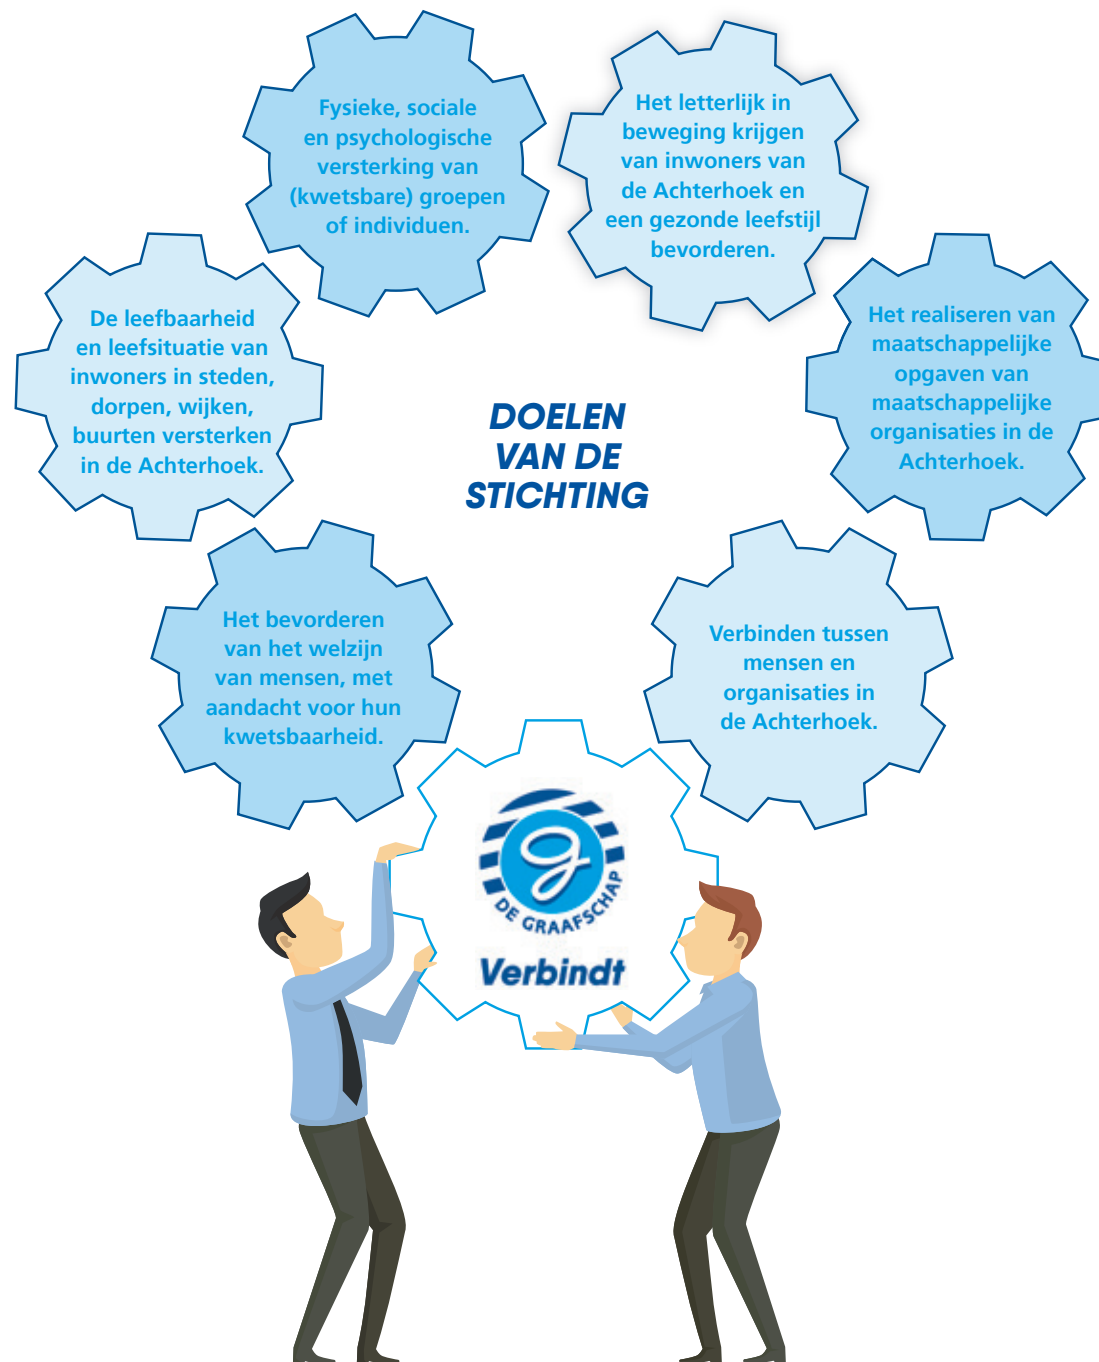 Fysieke, sociale
en psychologische
versterking van
(kwetsbare) groepen
of individuen.
Het letterlijk in
beweging krijgen
van inwoners van
de Achterhoek en
een gezonde leefstijl
bevorderen.
De leefbaarheid
en leefsituatie van
inwoners in steden,
dorpen, wijken,
buurten versterken
in de Achterhoek.
Het realiseren van
maatschappelijke
opgaven van
maatschappelijke
organisaties in de
Achterhoek.
DOELEN
VAN DE
STICHTING
Het bevorderen
van het welzijn
van mensen, met
aandacht voor hun
kwetsbaarheid.
Verbinden tussen
mensen en
organisaties in
de Achterhoek.
DE GRAAFSCHAP
Verbindt